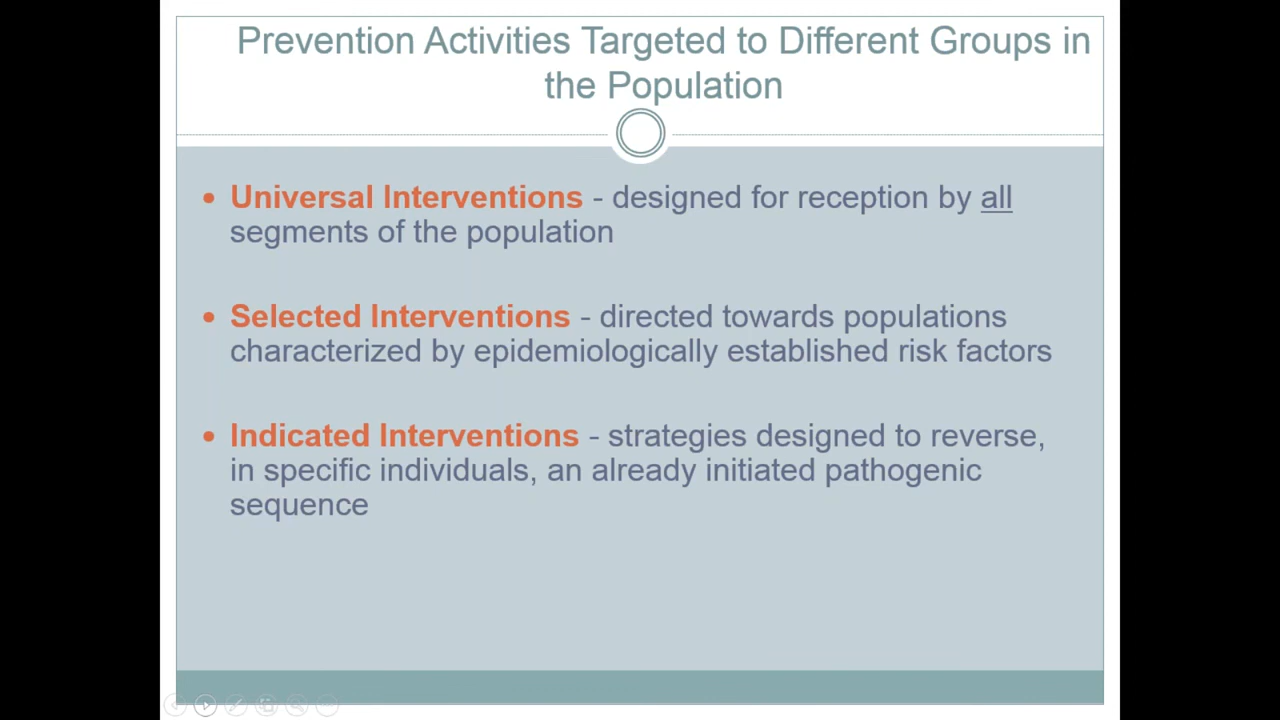 Prevention Activities Targeted to Different Groups in
the Population
• Universal Interventions - designed for reception by all
segments of the population
• Selected Interventions - directed towards populations
characterized by epidemiologically established risk factors
• Indicated Interventions - strategies designed to reverse,
in specific individuals, an already initiated pathogenic
sequence